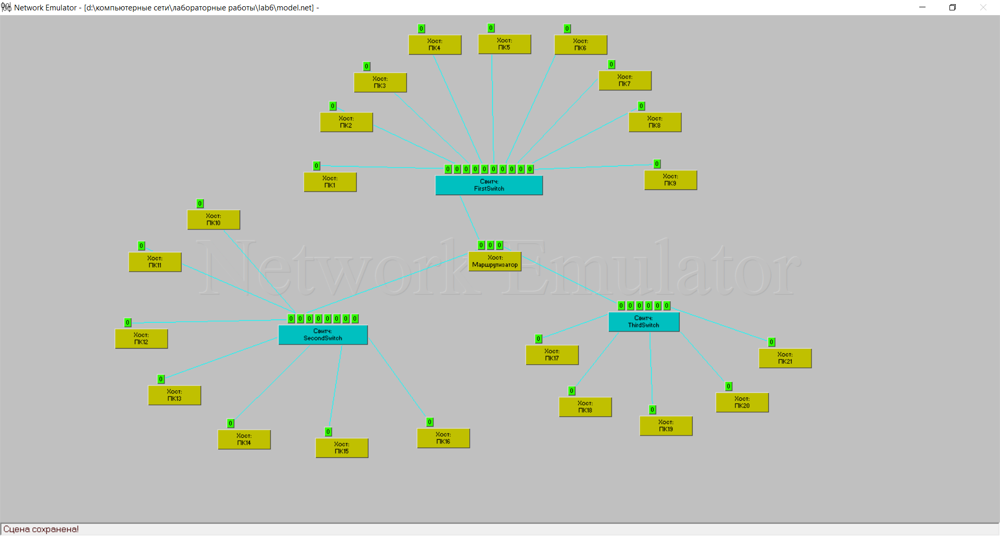 Network Emulator - [d:\компьютерные сети\лабораторные работы\lab6\model.net] -
0
0
0
Хост:
ПК4
Хост:
ПК5
Хост:
ПК6
0
0
Хост:
ПК3
Хост:
ПК7
0
0
Хост:
ПК2
Хост:
ПК8
0
0 0 0 0 0 0 0 0 0 0
0
Хост:
ПК1
Свитч:
FirstSwitch
Хост:
ПК9
0
Хост:
ПК10
0
0 0 0
Хост:
ПК11
Хост:
Маршрутизатор
Network Emulator
0
0 0 0 0 0 0 0 0
0 0 0 0 0 0
Хост:
ПК12
Свитч:
SecondSwitch
Свитч:
ThirdSwitch
0
0
Хост:
ПК17
Хост:
ПК21
0
0
0
Хост:
ПК13
Хост:
ПК18
Хост:
ПК20
0
0
0
0
Хост:
ПК14
Хост:
ПК15
Хост:
ПК16
Хост:
ПК19
Сцена сохранена!